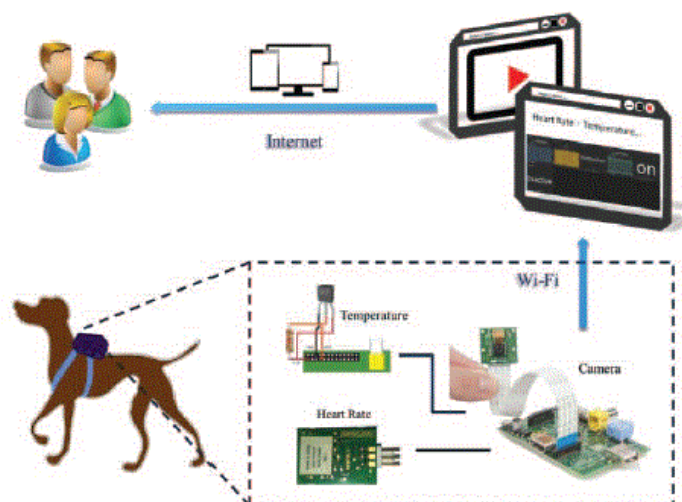 Internet
Heart Rate - Temperature...
on
Wi-Fi
Temperature
Camera
Heart Rate